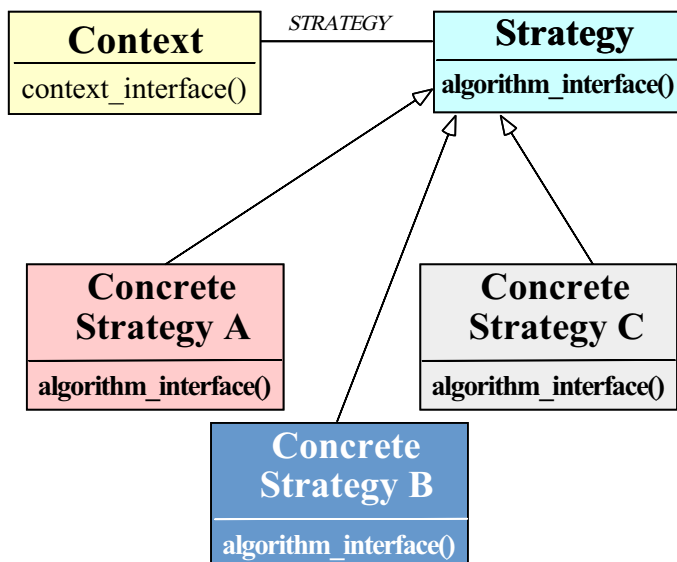 Context
context_interface()
STRATEGY
Strategy
algorithm_interface()
Concrete
Strategy A
algorithm_interface()
Concrete
Strategy C
algorithm_interface()
Concrete
Strategy B
algorithm_interface()